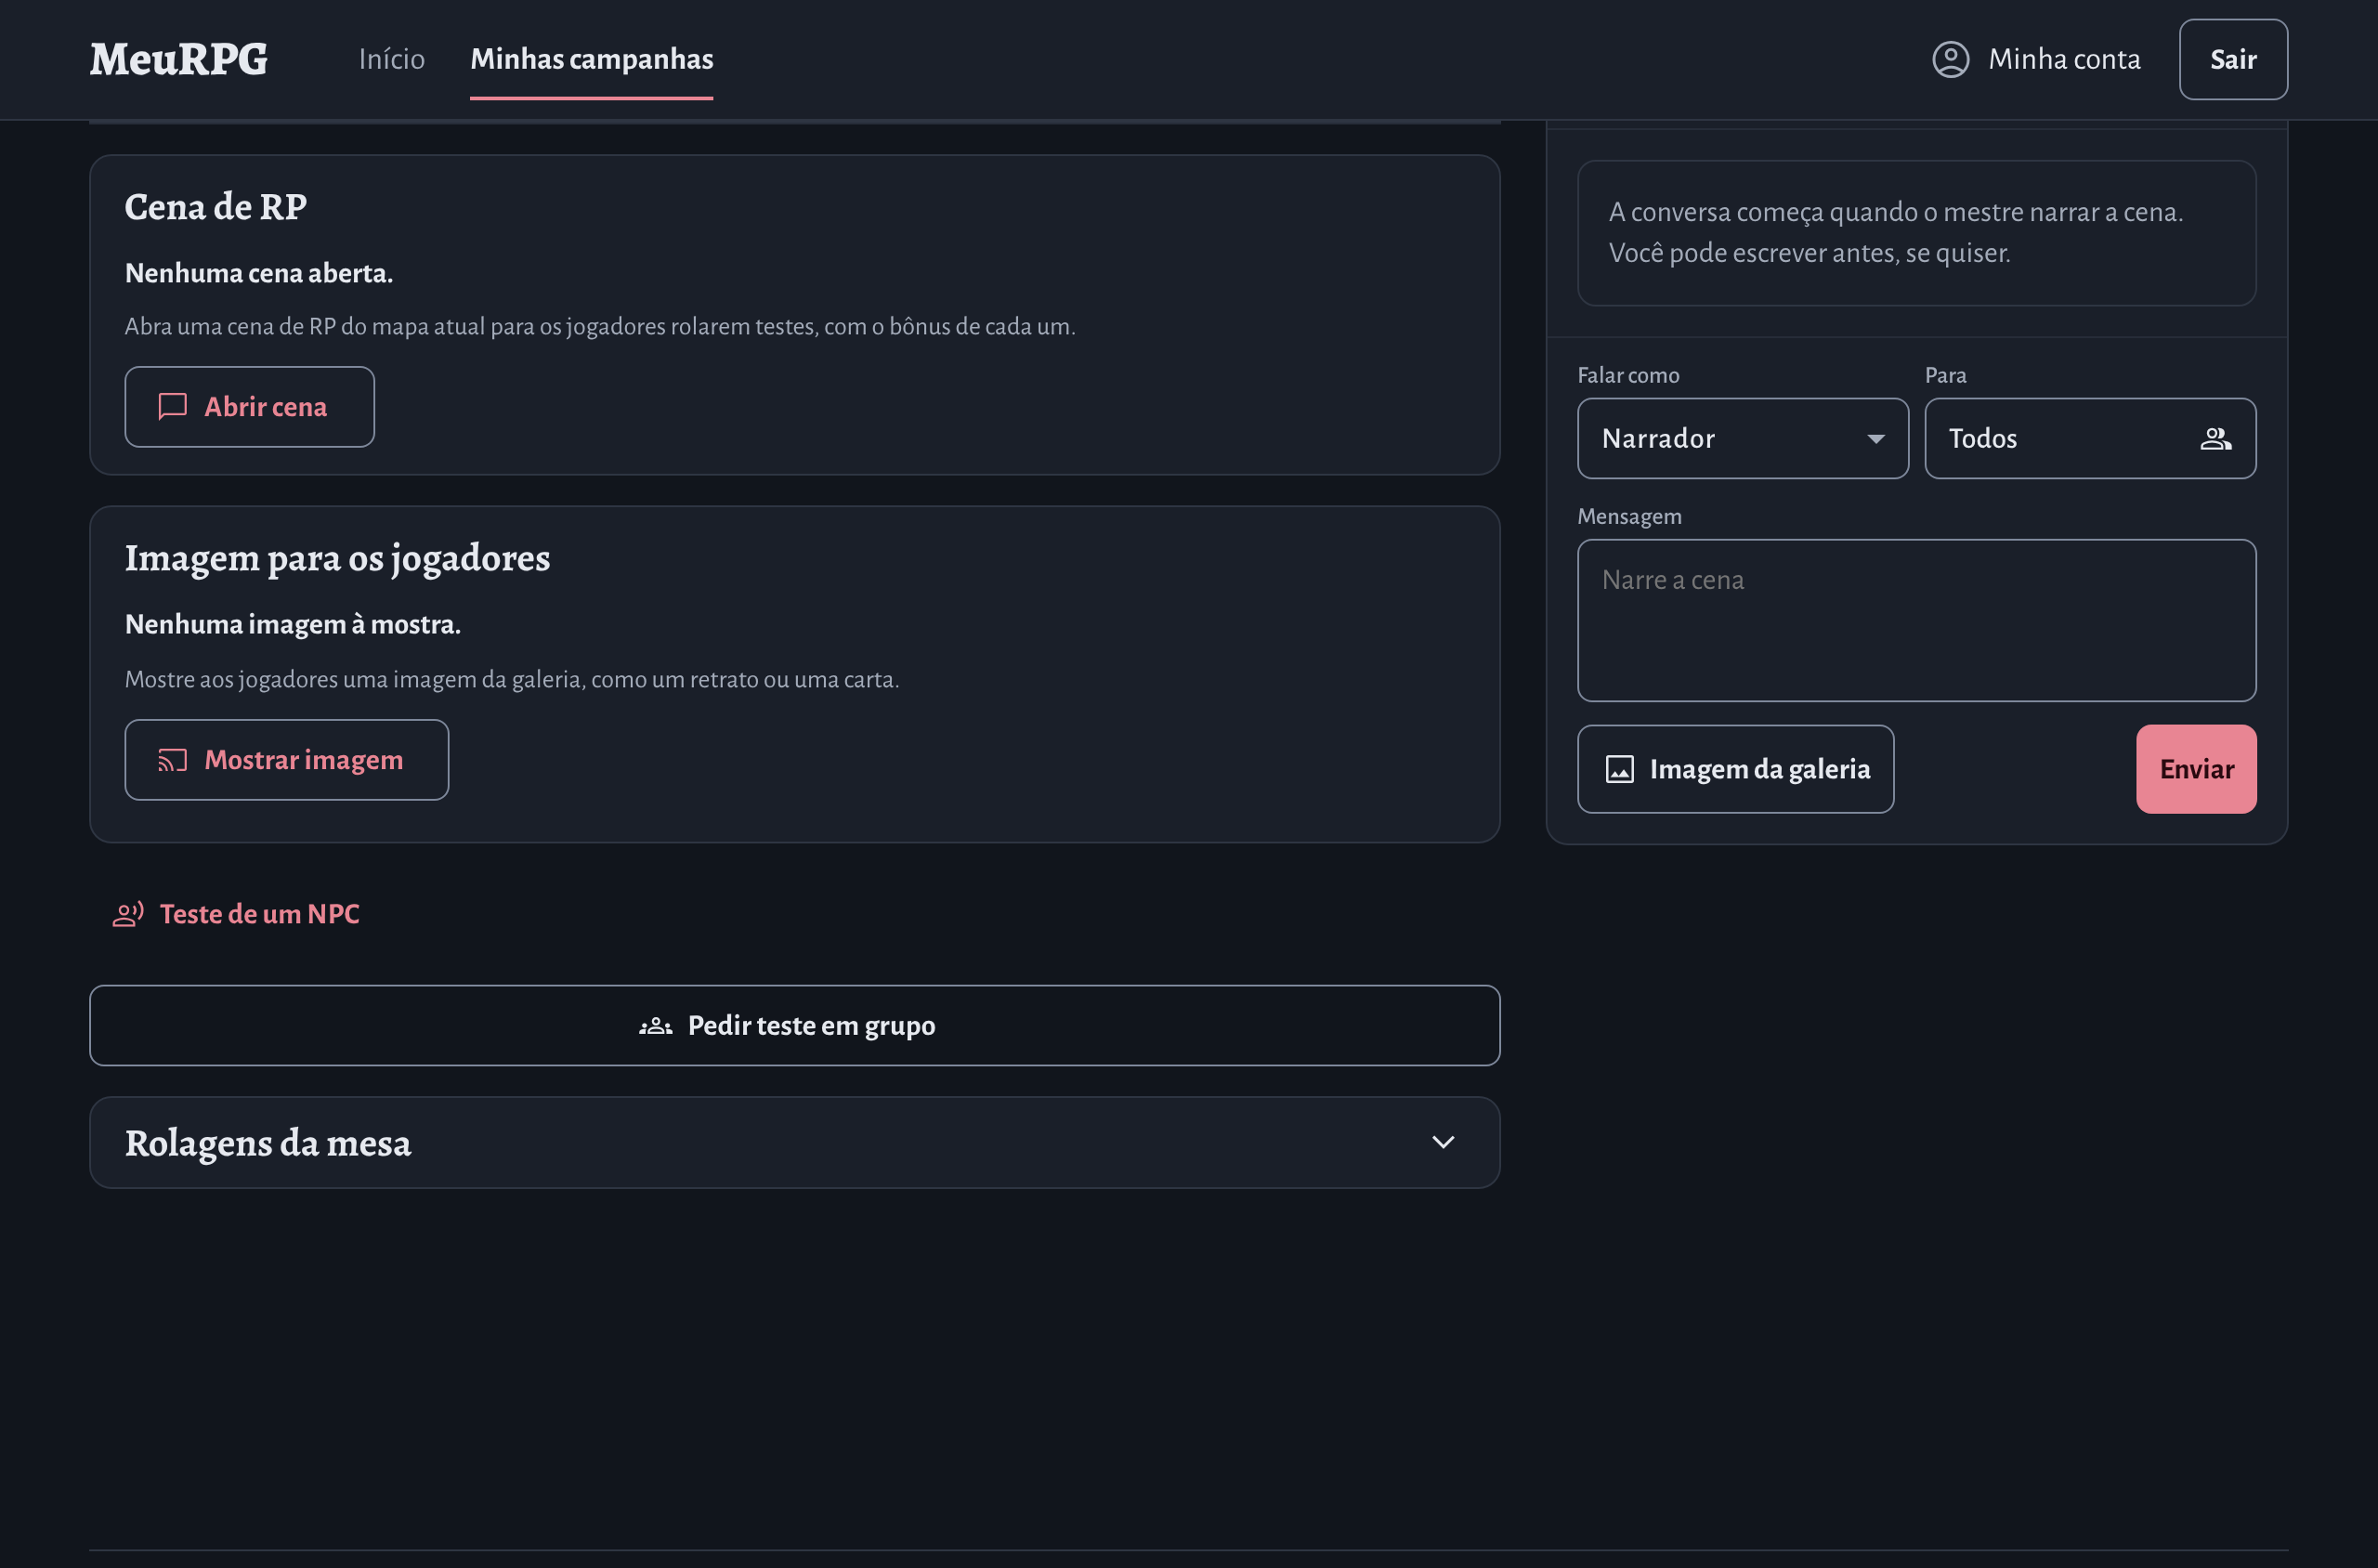 MeuRPG
Início
Minhas campanhas
Minha conta
Sair
Cena de RP
Nenhuma cena aberta.
Abra uma cena de RP do mapa atual para os jogadores rolarem testes, com o bônus de cada um.
Abrir cena
Imagem para os jogadores
Nenhuma imagem à mostra.
Mostre aos jogadores uma imagem da galeria, como um retrato ou uma carta.
Mostrar imagem
Teste de um NPC
Pedir teste em grupo
Rolagens da mesa
A conversa começa quando o mestre narrar a cena.
Você pode escrever antes, se quiser.
Falar como
Para
Narrador
Todos
Mensagem
Narre a cena
Imagem da galeria
Enviar